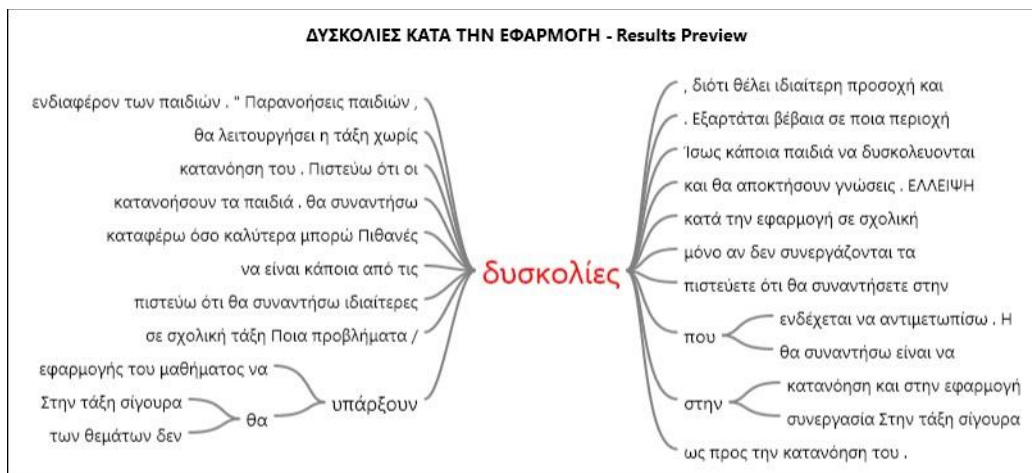 ΔΥΣΚΟΛΙΕΣ ΚΑΤΑ ΤΗΝ ΕΦΑΡΜΟΓΗ - Results Preview
ενδιαφέρον των παιδιών . " Παρανοήσεις παιδιών ,
θα λειτουργήσει η τάξη χωρίς
κατανόηση του . Πιστεύω ότι οι
κατανοήσουν τα παιδιά . θα συναντήσω
καταφέρω όσο καλύτερα μπορώ Πιθανές
να είναι κάποια από τις
πιστεύω ότι θα συναντήσω ιδιαίτερες
σε σχολική τάξη Ποια προβλήματα /
εφαρμογής του μαθήματος να
Στην τάξη σίγουρα
των θεμάτων δεν
θα
υπάρξουν
δυσκολίες
, διότι θέλει ιδιαίτερη προσοχή και
. Εξαρτάται βέβαια σε ποια περιοχή
Ίσως κάποια παιδιά να δυσκολευονται
και θα αποκτήσουν γνώσεις . ΕΛΛΕΙΨΗ
κατά την εφαρμογή σε σχολική
μόνο αν δεν συνεργάζονται τα
πιστεύετε ότι θα συναντήσετε στην
που
ενδέχεται να αντιμετωπίσω . Η
θα συναντήσω είναι να
στην
κατανόηση και στην εφαρμογή
συνεργασία Στην τάξη σίγουρα
ως προς την κατανόηση του .